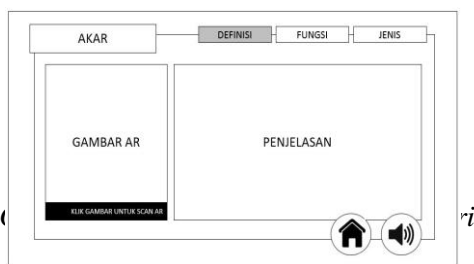 AKAR
DEFINISI FUNGSI JENIS
GAMBAR AR
PENJELASAN
KLIK GAMBAR UNTUK SCAN AR